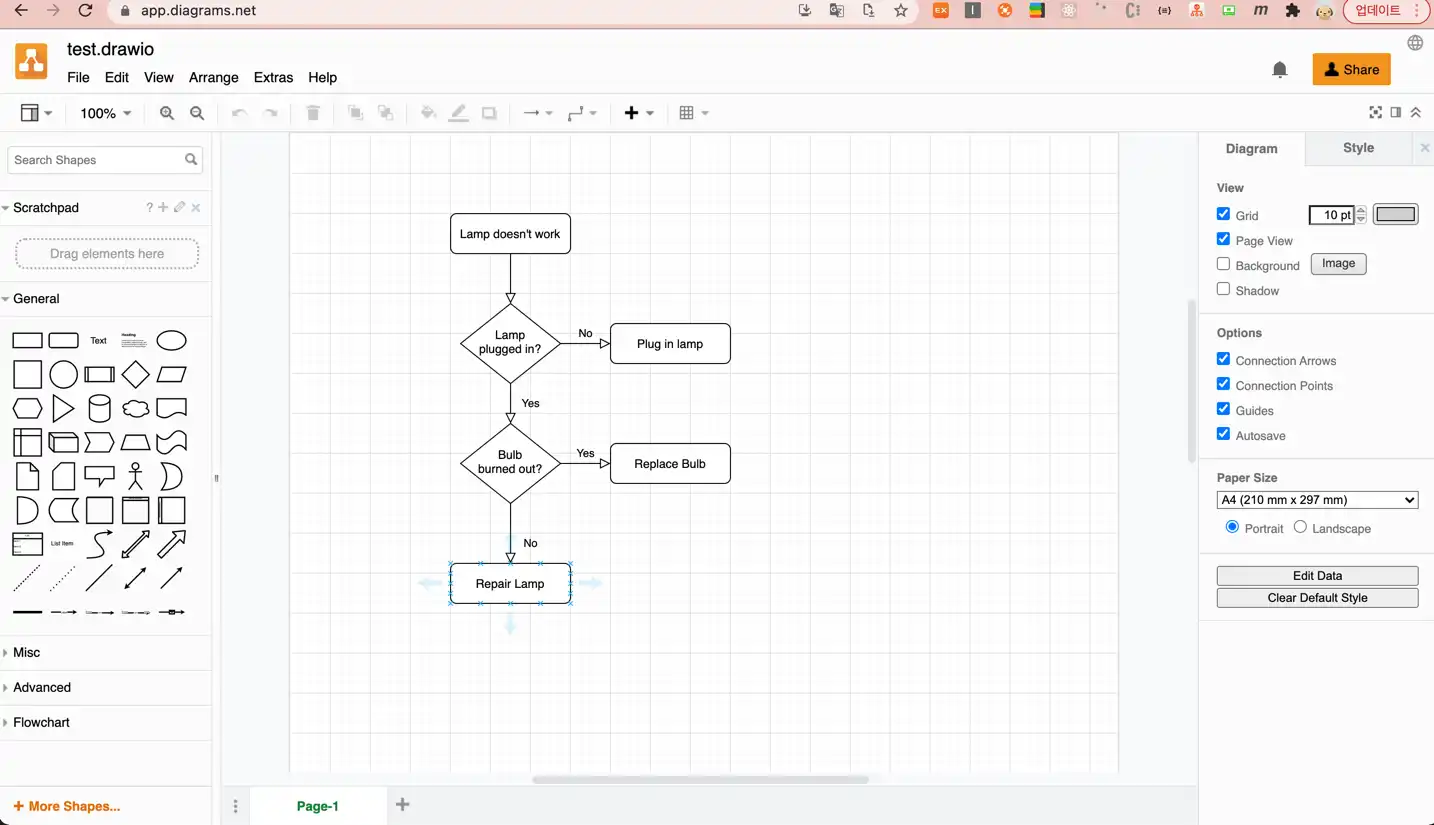 app.diagrams.net
EX
업데이트
test.drawio
File Edit View Arrange Extras Help
Share
100%
Search Shapes
Scratchpad
?
Drag elements here
General
Text
Heading
List Item
Misc
Advanced
Flowchart
+ More Shapes...
Lamp doesn't work
Lamp
plugged in?
No
Plug in lamp
Yes
Bulb
burned out?
Yes
Replace Bulb
No
Repair Lamp
Page-1
Diagram
Style
View
Grid
10 pt
Page View
Background
Image
Shadow
Options
Connection Arrows
Connection Points
Guides
Autosave
Paper Size
A4 (210 mm x 297 mm)
Portrait
Landscape
Edit Data
Clear Default Style